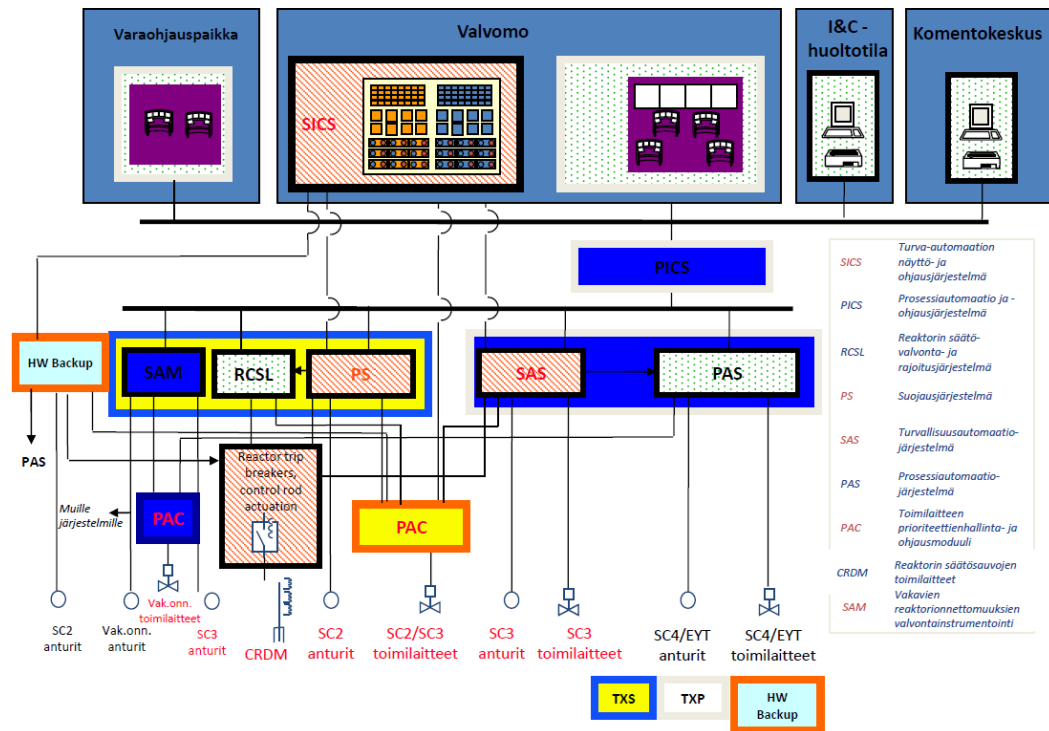 Varaohjauspaikka
Valvomo
I&C -
huoltotila
Komentokeskus
SICS
PICS
HW Backup
SAM
RCSL
PS
SAS
PAS
PAS
Reactor trip
breakers,
control rod
actuation
Muille
järjestelmille
PAC
PAC
SC2
anturit
Vak.onn.
anturit
Vak.onn.
toimilaitteet
SC3
anturit
CRDM
SC2
anturit
SC2/SC3
toimilaitteet
SC3
anturit
SC3
toimilaitteet
SC4/EYT
anturit
SC4/EYT
toimilaitteet
SICS Turva-automaation
näyttö- ja
ohjausjärjestelmä
PICS Prosessiautomaatio ja -
ohjausjärjestelmä
RCSL Reaktorin säätö-
valvonta- ja
rajoitusjärjestelmä
PS Suojausjärjestelmä
SAS Turvallisuusautomaatio-
järjestelmä
PAS Prosessiautomaatio-
järjestelmä
PAC Toimilaitteen
prioriteettienhallinta- ja
ohjausmoduuli
CRDM Reaktorin säätösauvojen
toimilaitteet
SAM Vakavien
reaktorionnettomuuksien
valvontainstrumentointi
TXS
TXP
HW
Backup